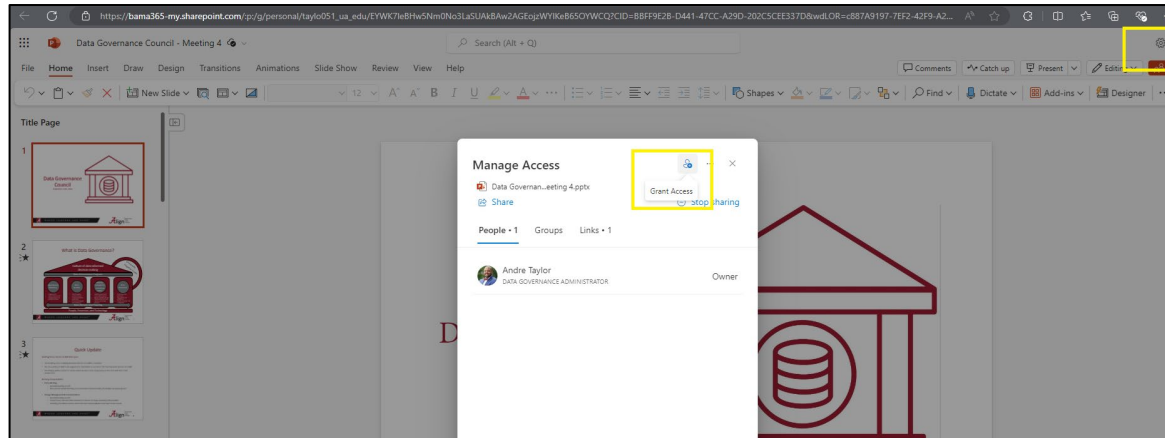 https://bama365-my.sharepoint.com/:p:/g/personal/taylo051_ua_edu/EYWK7IeBHw5Nm0No3LaSUAkBAw2AGEojzWYIKeB65OYWCQ?CID=BBFF9E2B-D441-47CC-A29D-202C5CEE337D&wdLOR=c887A9197-7EF2-42F9-A2...
Data Governance Council - Meeting 4
Search (Alt + Q)
File Home Insert Draw Design Transitions Animations Slide Show Review View Help
Comments Catch up Present Editing
New Slide 12 A A B I U A Shapes Find Dictate Add-ins Designer
Title Page
1
Data Governance
Council
Align
2
What is Data Governance?
Align
3
Quick Update
Align
Manage Access
Data Governan...eeting 4.pptx
Grant Access
Share
Stop sharing
People • 1 Groups Links • 1
Andre Taylor
DATA GOVERNANCE ADMINISTRATOR
Owner
D